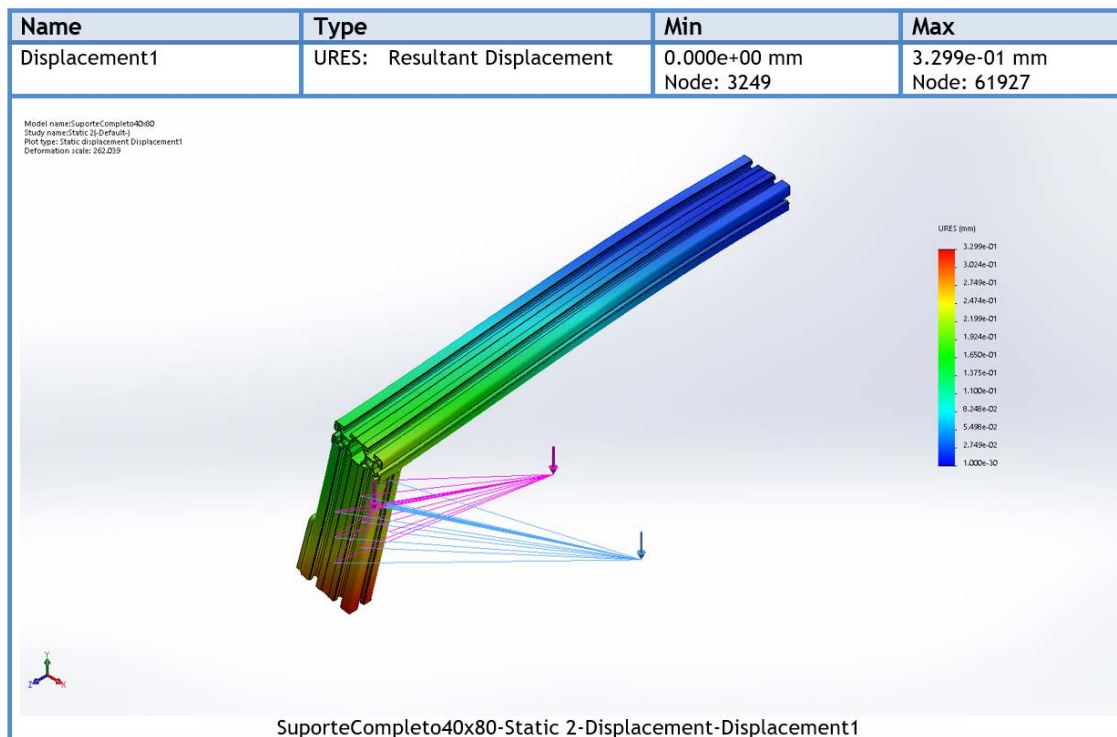 Name Type Min Max
Displacement1 URES: Resultant Displacement 0.000e+00 mm 3.299e-01 mm
Node: 3249 Node: 61927
Model name:SuporteCompleto40x80
Study name:Static 2(-Default-)
Plot type: Static displacement Displacement1
Deformation scale: 262.039
URES (mm)
3.299e-01
3.024e-01
2.749e-01
2.474e-01
2.199e-01
1.924e-01
1.650e-01
1.375e-01
1.100e-01
8.248e-02
5.498e-02
2.749e-02
1.000e-30
Y
Z X
SuporteCompleto40x80-Static 2-Displacement-Displacement1